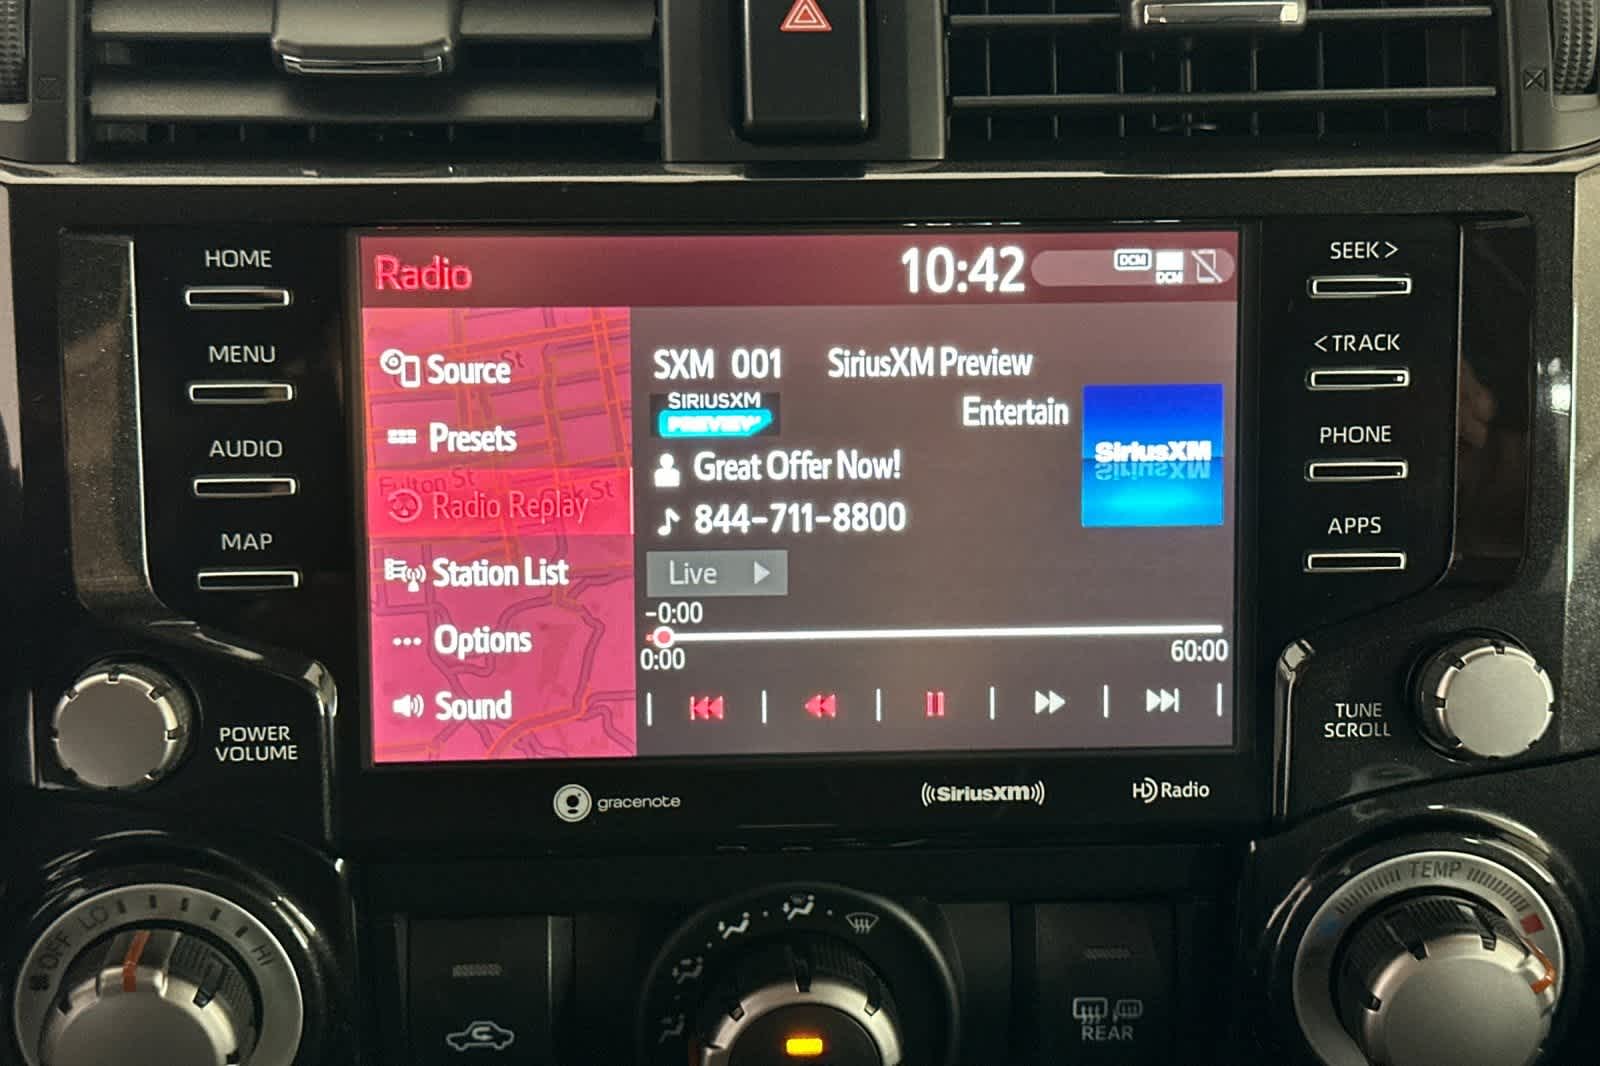 HOME
MENU
AUDIO
MAP
POWER
VOLUME
Radio
10:42
DCM
DCM
Source
Presets
Radio Replay
Station List
Options
Sound
St
Fulton St
Oak St
SXM 001 SiriusXM Preview
SIRIUSXM
PREVIEW
Entertain
SiriusXM
Great Offer Now!
844-711-8800
Live
-0:00
0:00
60:00
SEEK >
< TRACK
PHONE
APPS
TUNE
SCROLL
gracenote
((SiriusXM))
HD Radio
OFF LO HI
TEMP
REAR